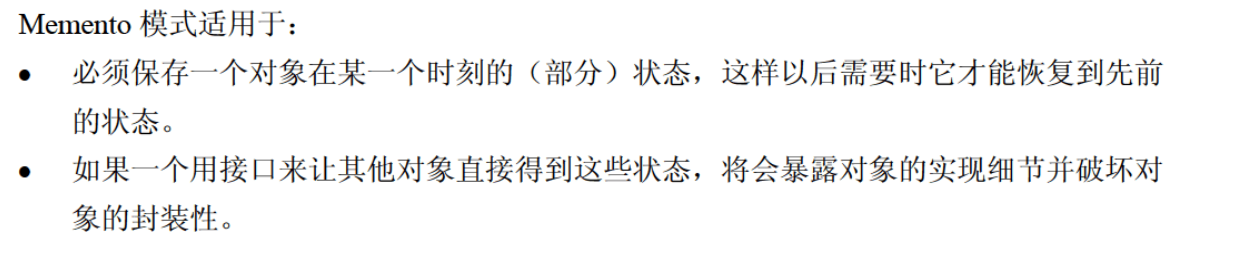 Memento 模式适用于：
● 必须保存一个对象在某一个时刻的（部分）状态，这样以后需要时它才能恢复到先前
的状态。
● 如果一个用接口来让其他对象直接得到这些状态，将会暴露对象的实现细节并破坏对
象的封装性。